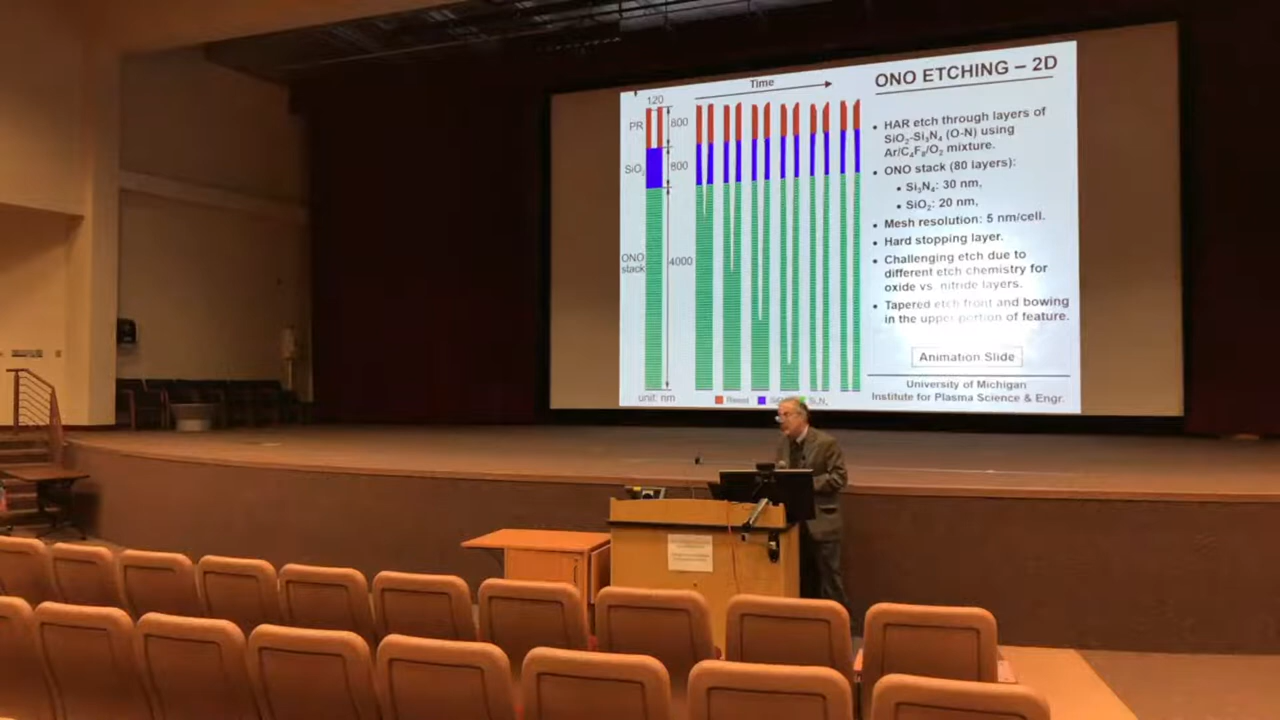 Time
120
PR
800
SiO
800
ONO
stack
4000
unit: nm
Resist
Si₃N₄
ONO ETCHING – 2D
• HAR etch through layers of
SiO₂-Si₃N₄ (O-N) using
Ar/C₄F₈/O₂ mixture.
• ONO stack (80 layers):
• Si₃N₄: 30 nm,
• SiO₂: 20 nm,
• Mesh resolution: 5 nm/cell.
• Hard stopping layer.
• Challenging etch due to
different etch chemistry for
oxide vs nitride layers.
• Tapered etch front and bowing
in the upper portion of feature.
Animation Slide
University of Michigan
Institute for Plasma Science & Engr.